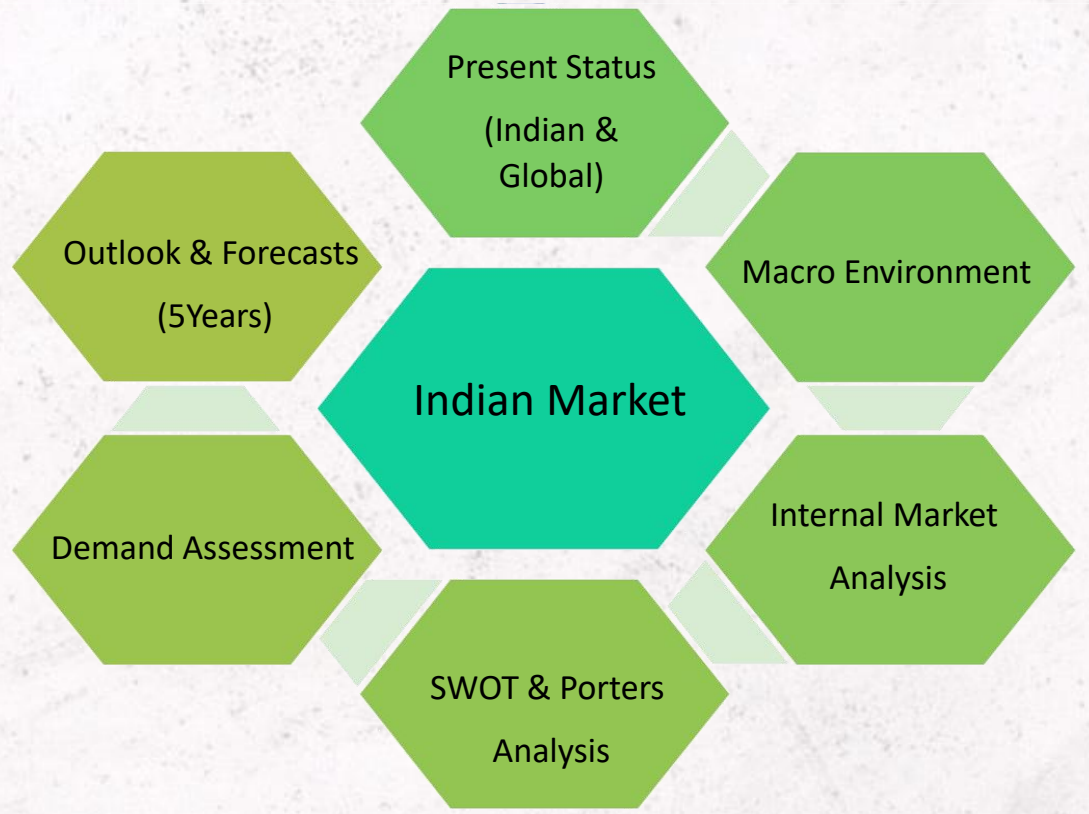 Present Status
(Indian &
Global)
Macro Environment
Internal Market
Analysis
SWOT & Porters
Analysis
Demand Assessment
Outlook & Forecasts
(5Years)
Indian Market